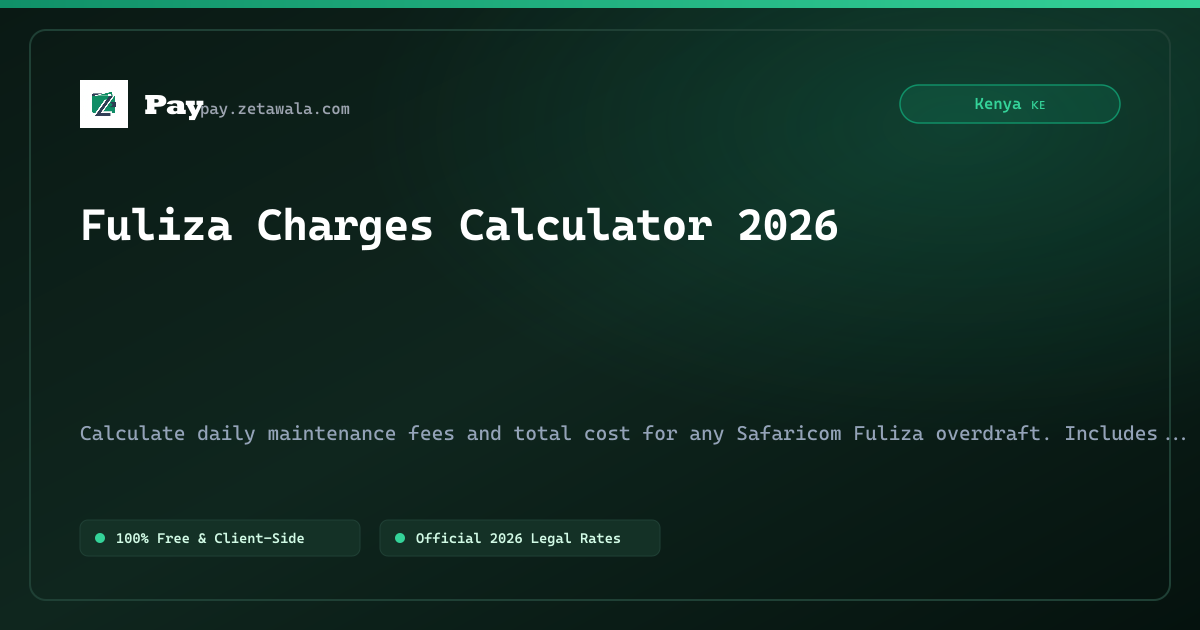 Pay pay.zetawala.com
Kenya KE
Fuliza Charges Calculator 2026
Calculate daily maintenance fees and total cost for any Safaricom Fuliza overdraft. Includes...
100% Free & Client-Side
Official 2026 Legal Rates